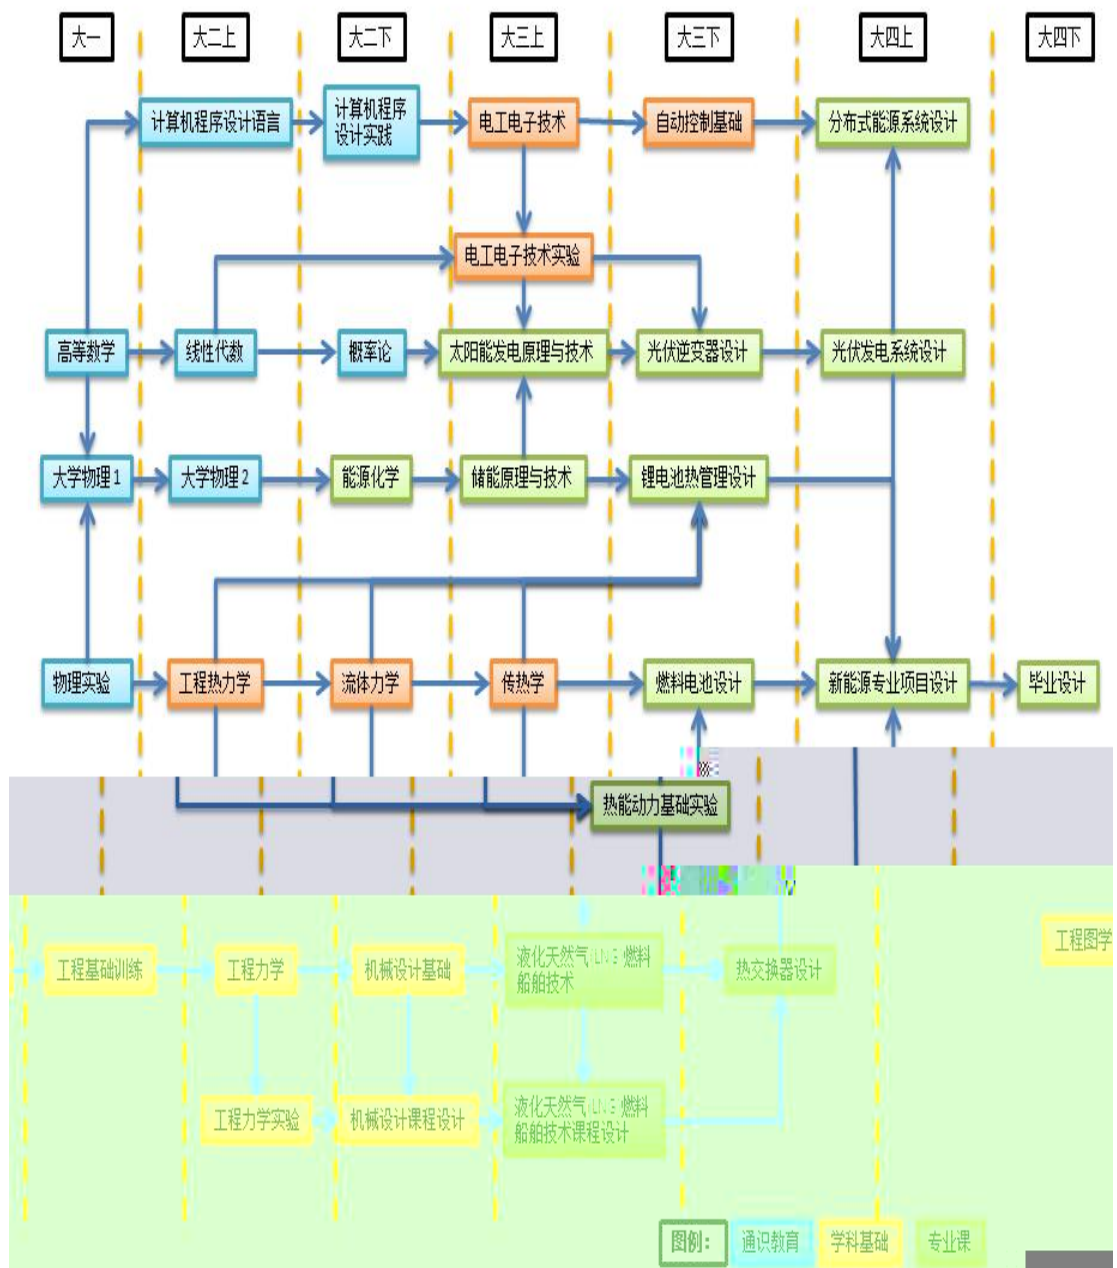 大一
大二上
大二下
大三上
大三下
大四上
大四下
计算机程序设计语言
计算机程序
设计实践
电工电子技术
自动控制基础
分布式能源系统设计
电工电子技术实验
高等数学
线性代数
概率论
太阳能发电原理与技术
光伏逆变器设计
光伏发电系统设计
大学物理1
大学物理2
能源化学
储能原理与技术
锂电池热管理设计
物理实验
工程热力学
流体力学
传热学
燃料电池设计
新能源专业项目设计
毕业设计
热能动力基础实验
工程基础训练
工程力学
机械设计基础
液化天然气(LNG)燃料
船舶技术
热交换器设计
工程图学
工程力学实验
机械设计课程设计
液化天然气(LNG)燃料
船舶技术课程设计
图例：
通识教育
学科基础
专业课